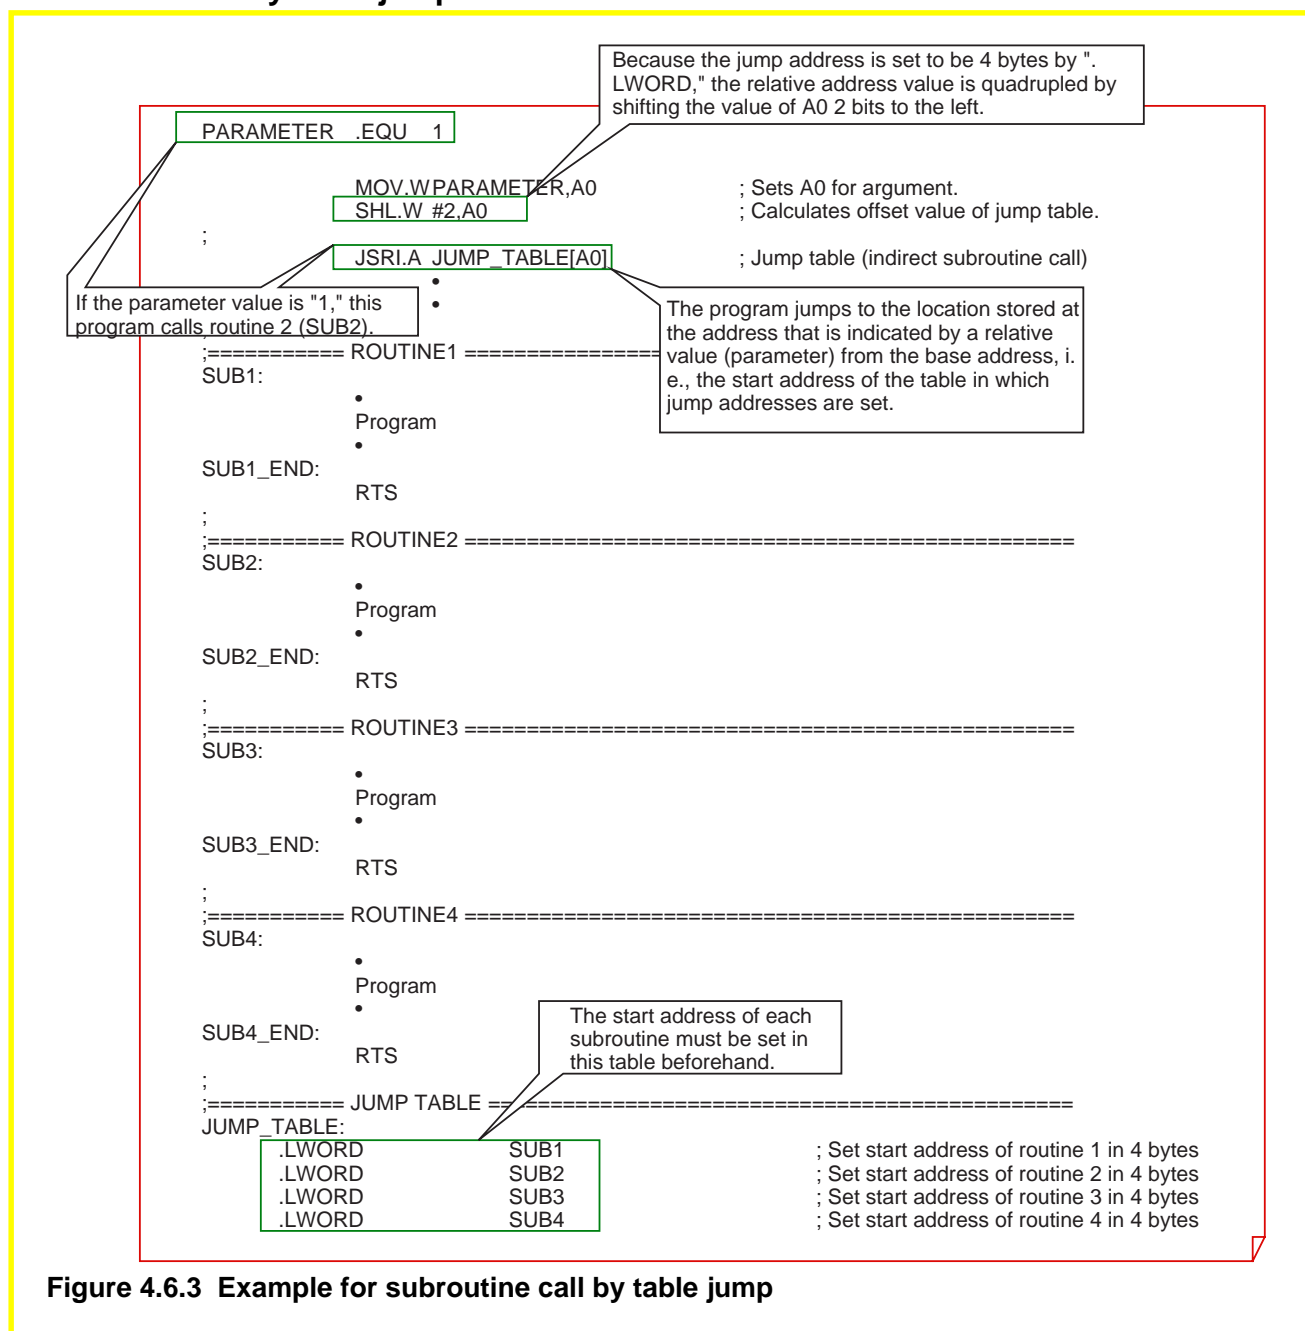 Because the jump address is set to be 4 bytes by ".
LWORD," the relative address value is quadrupled by
shifting the value of A0 2 bits to the left.
PARAMETER .EQU 1
MOV.W PARAMETER,A0 ; Sets A0 for argument.
SHL.W #2,A0 ; Calculates offset value of jump table.
;
JSRI.A JUMP_TABLE[A0] ; Jump table (indirect subroutine call)
•
•
If the parameter value is "1," this
program calls routine 2 (SUB2).
The program jumps to the location stored at
the address that is indicated by a relative
value (parameter) from the base address, i.
e., the start address of the table in which
jump addresses are set.
;=========== ROUTINE1 ================
SUB1:
•
Program
•
SUB1_END:
RTS
;
;=========== ROUTINE2 =================================================
SUB2:
•
Program
•
SUB2_END:
RTS
;
;=========== ROUTINE3 =================================================
SUB3:
•
Program
•
SUB3_END:
RTS
;
;=========== ROUTINE4 =================================================
SUB4:
•
Program
•
SUB4_END:
RTS
The start address of each
subroutine must be set in
this table beforehand.
;
;=========== JUMP TABLE ===============================================
JUMP_TABLE:
.LWORD SUB1 ; Set start address of routine 1 in 4 bytes
.LWORD SUB2 ; Set start address of routine 2 in 4 bytes
.LWORD SUB3 ; Set start address of routine 3 in 4 bytes
.LWORD SUB4 ; Set start address of routine 4 in 4 bytes
Figure 4.6.3 Example for subroutine call by table jump